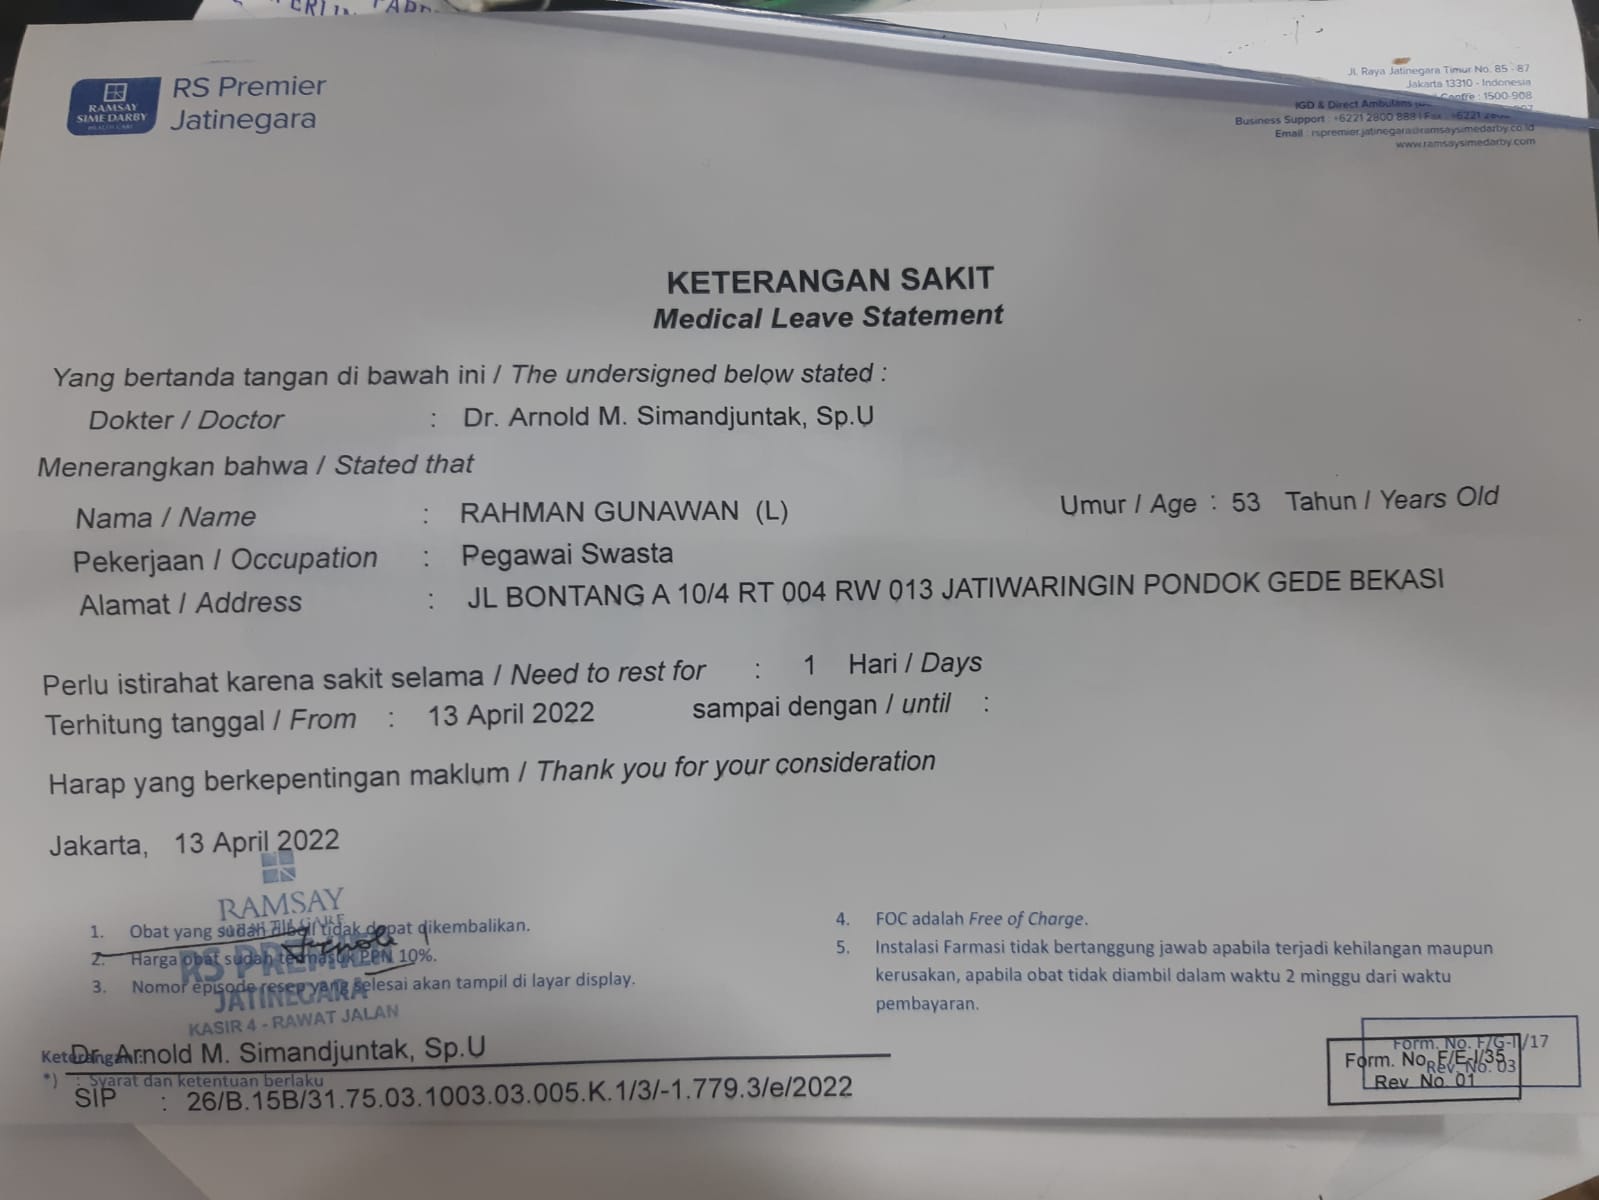 RAMSAY
SIME DARBY
HEALTH CARE
RS Premier
Jatinegara
Jl. Raya Jatinegara Timur No. 85 - 87
Jakarta 13310 - Indonesia
Centre : 1500-908
IGD & Direct Ambulans
Business Support : +6221 2800 888 | Fax : +6221
Email : rspremier.jatinegara@ramsaysimedarby.co.id
www.ramsaysimedarby.com
KETERANGAN SAKIT
Medical Leave Statement
Yang bertanda tangan di bawah ini / The undersigned below stated :
Dokter / Doctor : Dr. Arnold M. Simandjuntak, Sp.U
Menerangkan bahwa / Stated that
Nama / Name : RAHMAN GUNAWAN (L) Umur / Age : 53 Tahun / Years Old
Pekerjaan / Occupation : Pegawai Swasta
Alamat / Address : JL BONTANG A 10/4 RT 004 RW 013 JATIWARINGIN PONDOK GEDE BEKASI
Perlu istirahat karena sakit selama / Need to rest for : 1 Hari / Days
Terhitung tanggal / From : 13 April 2022 sampai dengan / until :
Harap yang berkepentingan maklum / Thank you for your consideration
Jakarta, 13 April 2022
RAMSAY
RS PREMIER
JATINEGARA
KASIR 4 - RAWAT JALAN
1. Obat yang sudah dibeli tidak dapat dikembalikan.
2. Harga obat sudah termasuk PPN 10%.
3. Nomor episode resep yang selesai akan tampil di layar display.
4. FOC adalah Free of Charge.
5. Instalasi Farmasi tidak bertanggung jawab apabila terjadi kehilangan maupun
kerusakan, apabila obat tidak diambil dalam waktu 2 minggu dari waktu
pembayaran.
Keterangan :
Dr. Arnold M. Simandjuntak, Sp.U
*) : Syarat dan ketentuan berlaku
SIP : 26/B.15B/31.75.03.1003.03.005.K.1/3/-1.779.3/e/2022
Form. No. F/G-1/17
Rev. No. 03
Form. No. F/E-I/35
Rev. No. 01